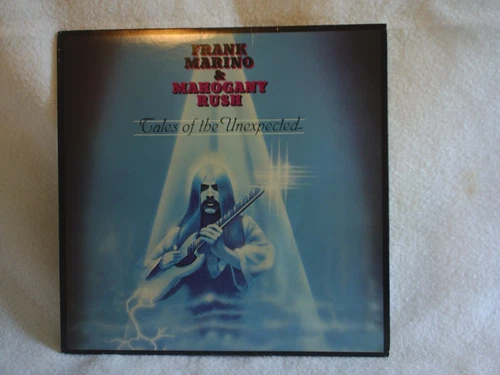 FRANK
MARINO
&
MAHOGANY
RUSH
Tales of the Unexpected...